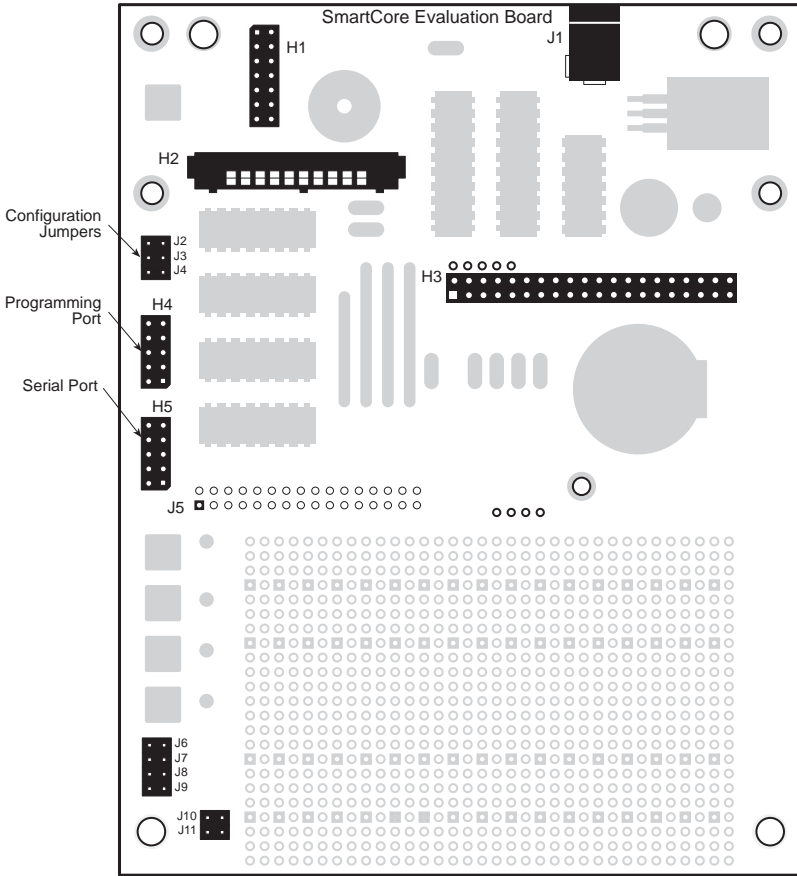 SmartCore Evaluation Board
J1
H1
H2
Configuration
Jumpers
J2
J3
J4
H3
Programming
Port
H4
Serial Port
H5
J5
J6
J7
J8
J9
J10
J11